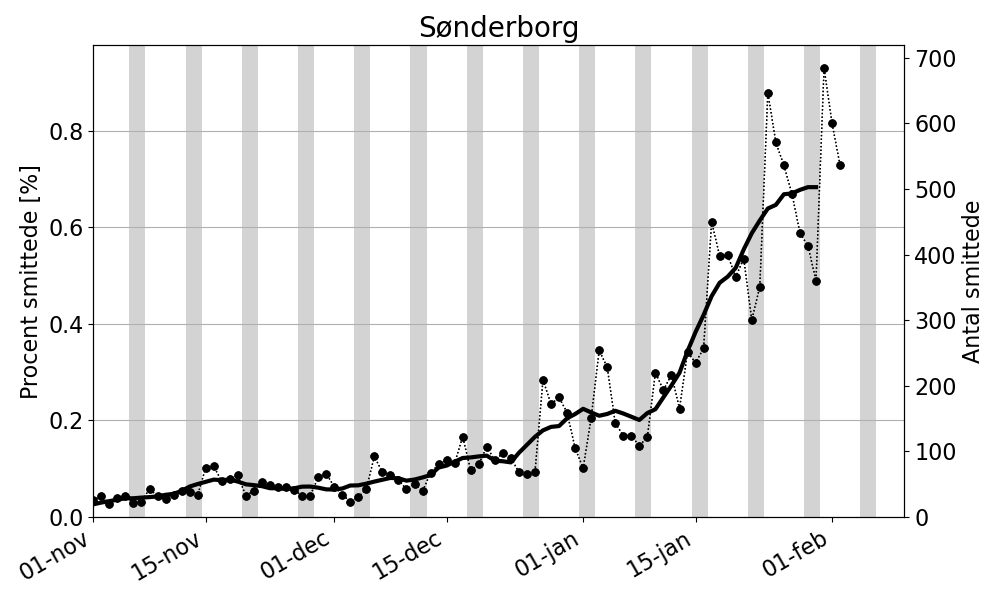 Sønderborg
Procent smittede [%]
0.8
0.6
0.4
0.2
0.0
700
600
500
400
300
200
100
0
Antal smittede
01-nov
15-nov
01-dec
15-dec
01-jan
15-jan
01-feb